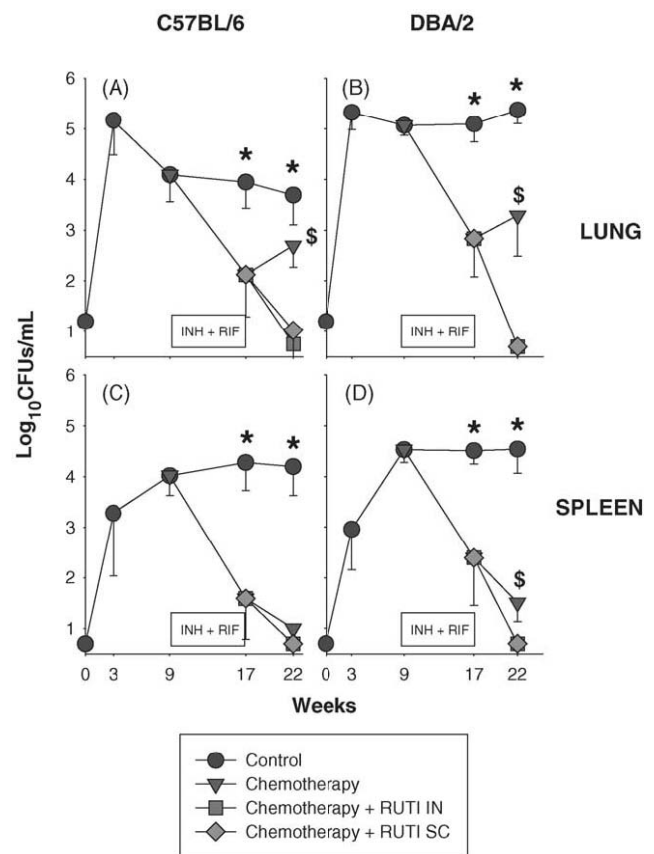 C57BL/6 DBA/2
(A) (B)
6
5
4
3
2
1
* *
$
INH + RIF
* *
$
INH + RIF
LUNG
Log10CFUs/mL
(C) (D)
6
5
4
3
2
1
* *
INH + RIF
* *
$
INH + RIF
SPLEEN
0 3 9 17 22 0 3 9 17 22
Weeks
Control
Chemotherapy
Chemotherapy + RUTI IN
Chemotherapy + RUTI SC